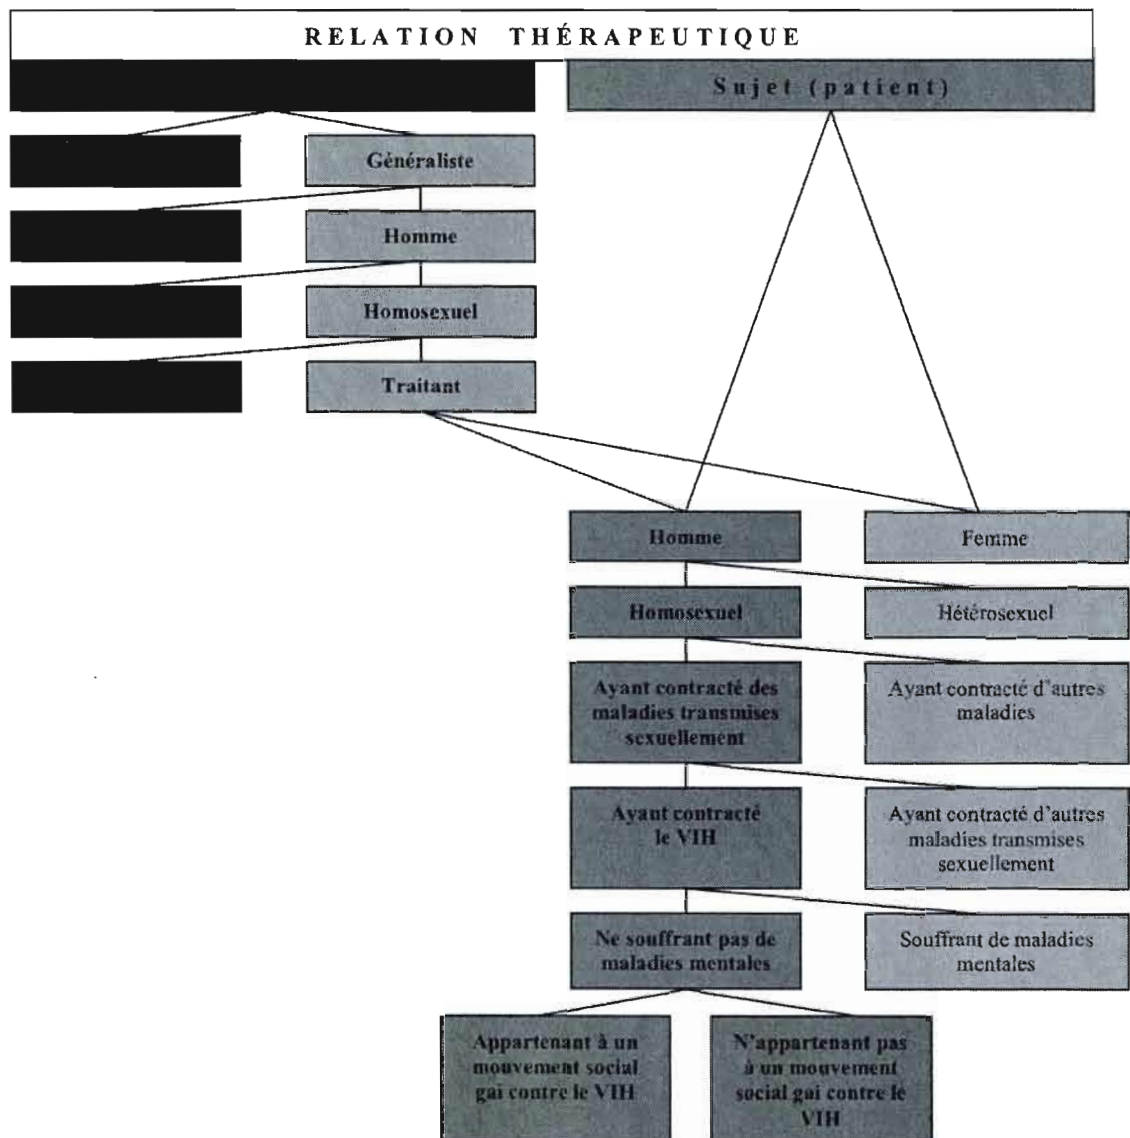 RELATION THÉRAPEUTIQUE
Sujet (patient)
Généraliste
Homme
Homosexuel
Traitant
Homme
Femme
Homosexuel
Hétérosexuel
Ayant contracté des
maladies transmises
sexuellement
Ayant contracté d'autres
maladies
Ayant contracté
le VIH
Ayant contracté d'autres
maladies transmises
sexuellement
Ne souffrant pas de
maladies mentales
Souffrant de maladies
mentales
Appartenant à un
mouvement social
gai contre le VIH
N'appartenant pas
à un mouvement
social gai contre le
VIH